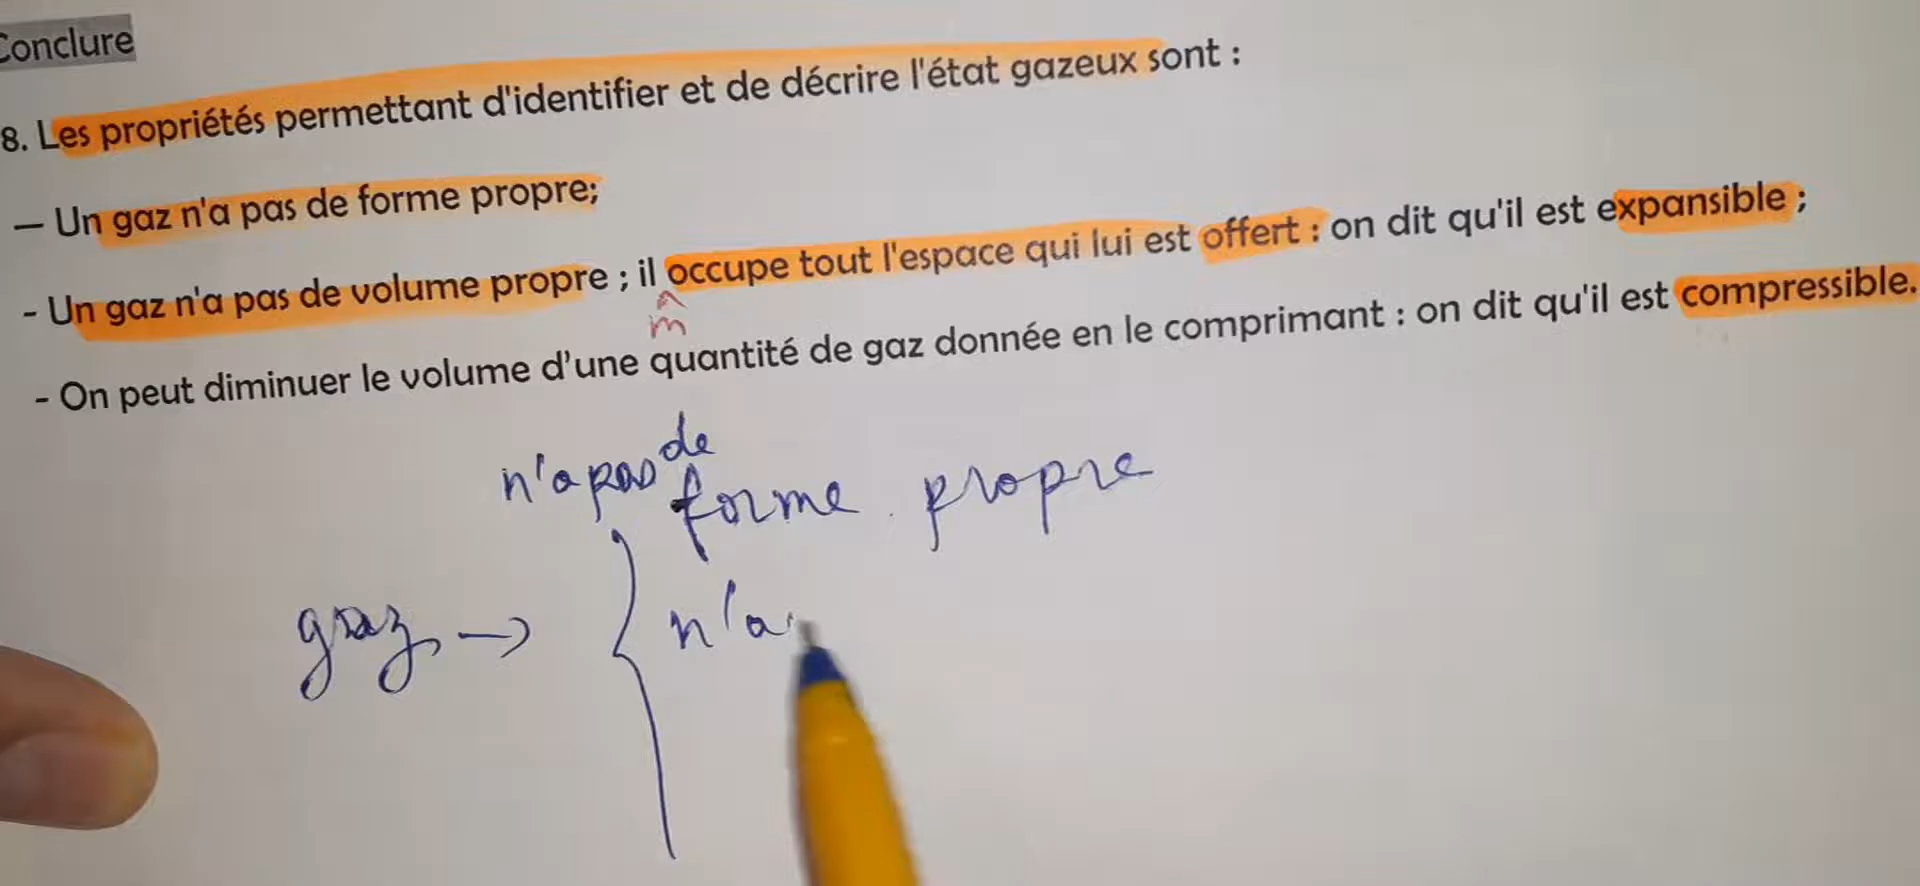 Conclure
8. Les propriétés permettant d'identifier et de décrire l'état gazeux sont :
— Un gaz n'a pas de forme propre;
- Un gaz n'a pas de volume propre ; il occupe tout l'espace qui lui est offert : on dit qu'il est expansible ;
m
- On peut diminuer le volume d'une quantité de gaz donnée en le comprimant : on dit qu'il est compressible.
n'a pas de forme propre
gaz → n'a